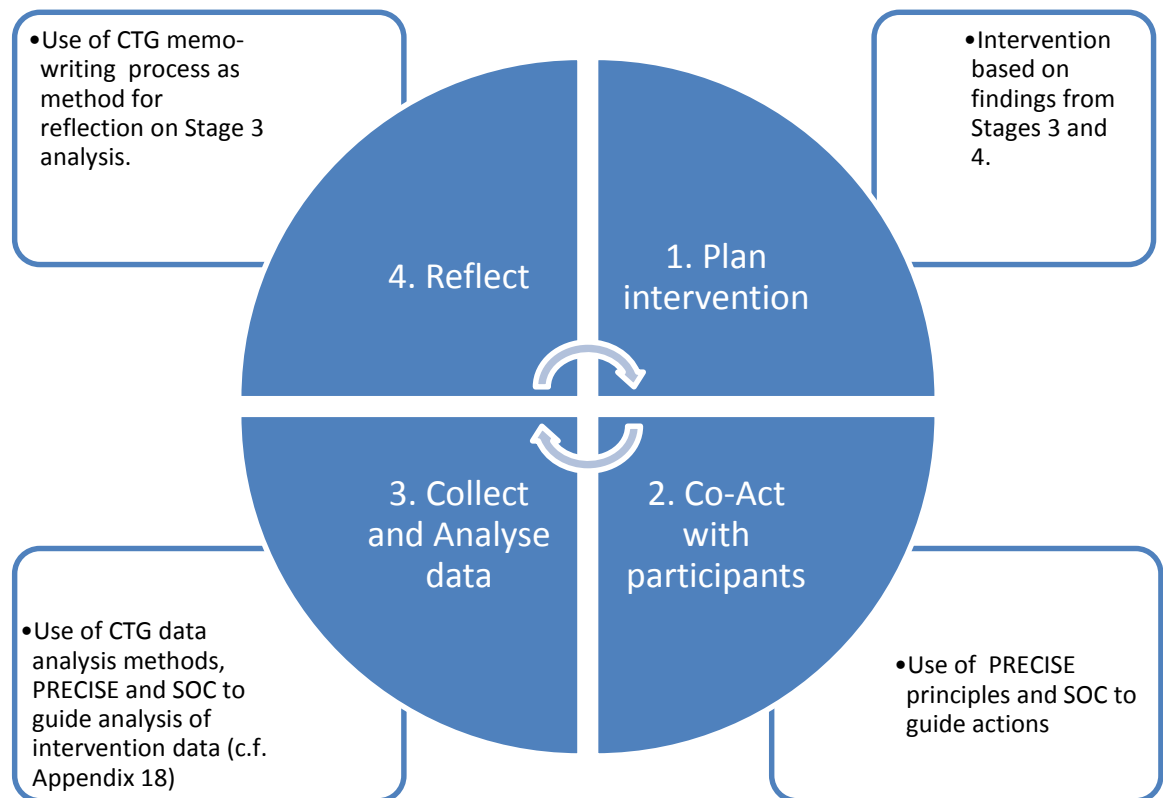 •Use of CTG memo-
writing process as
method for
reflection on Stage 3
analysis.
•Intervention
based on
findings from
Stages 3 and
4.
4. Reflect
1. Plan
intervention
3. Collect
and Analyse
data
2. Co-Act
with
participants
•Use of CTG data
analysis methods,
PRECISE and SOC to
guide analysis of
intervention data (c.f.
Appendix 18)
•Use of PRECISE
principles and SOC to
guide actions